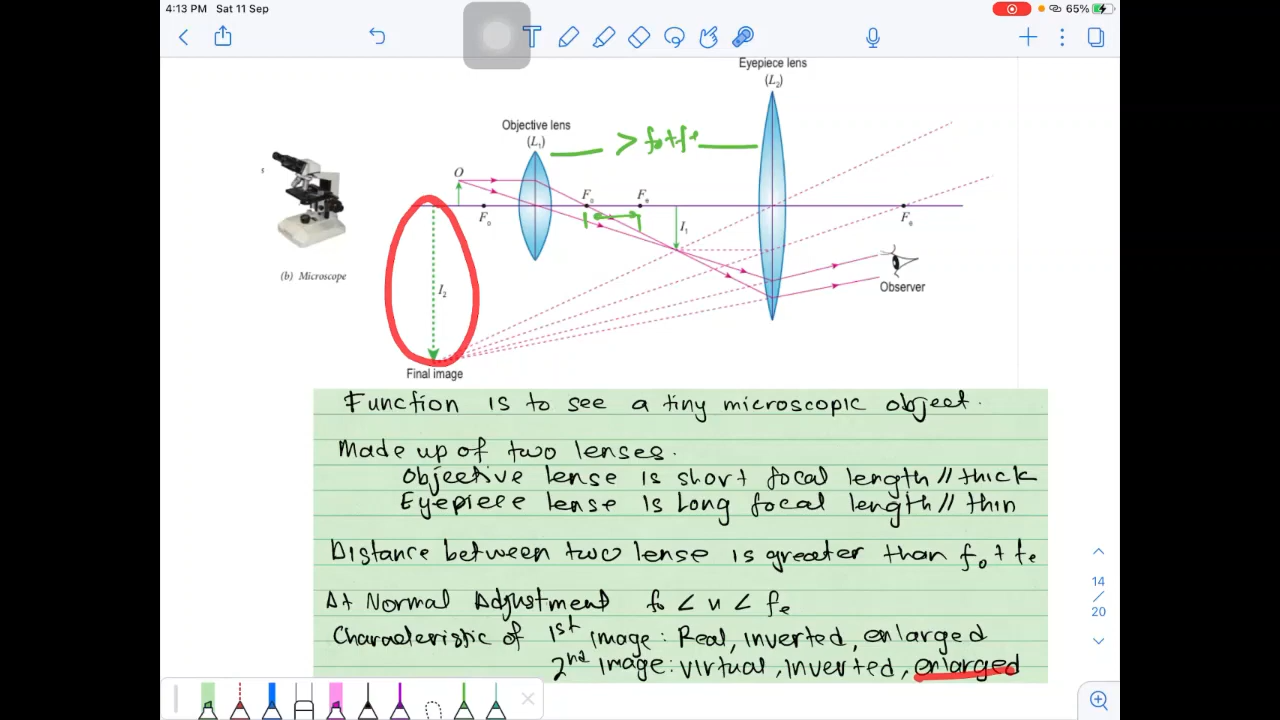 4:13 PM Sat 11 Sep
65%
T
Eyepiece lens
(L₂)
Objective lens
(L₁)
> fo+fe
s
O
Fo
Fo
Fe
Fe
I₁
(b) Microscope
I₂
Observer
Final image
Function is to see a tiny microscopic object.
Made up of two lenses.
Objective lense is short focal length // thick
Eyepiece lense is Long focal length // thin
Distance between two lense is greater than fo + fe
At Normal Adjustment fo < u < fe
Characteristic of 1st image: Real, inverted, enlarged
2nd image: virtual, inverted, enlarged
14
/
20